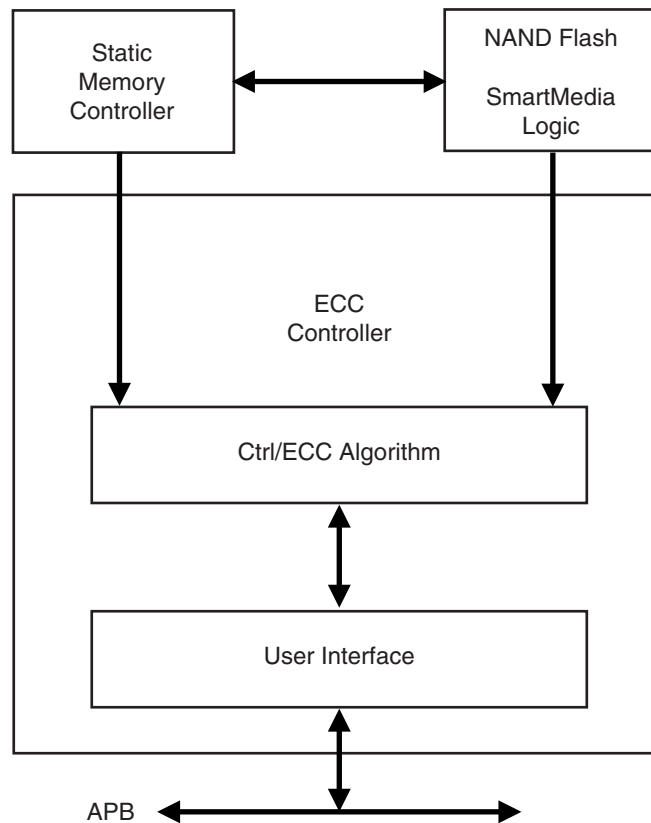 Static
Memory
Controller
NAND Flash
SmartMedia
Logic
ECC
Controller
Ctrl/ECC Algorithm
User Interface
APB